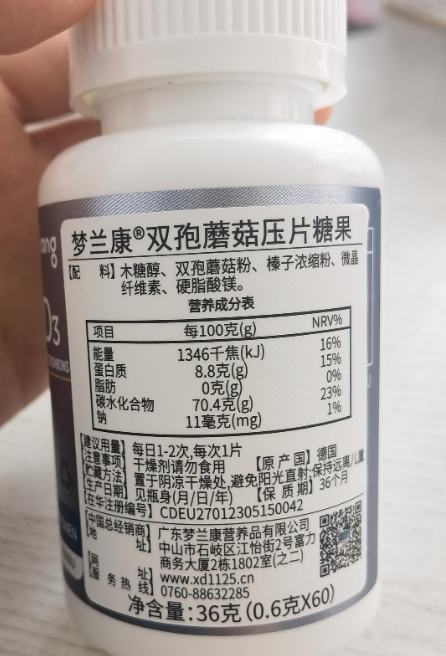 ang
D3
梦兰康®双孢蘑菇压片糖果
【配 料】木糖醇、双孢蘑菇粉、榛子浓缩粉、微晶
纤维素、硬脂酸镁。
营养成分表
项目 每100克(g) NRV%
能量 1346千焦(kJ) 16%
蛋白质 8.8克(g) 15%
脂肪 0克(g) 0%
碳水化合物 70.4克(g) 23%
钠 11毫克(mg) 1%
【建议用量】每日1-2次,每次1片
【注意事项】干燥剂请勿食用 【原产国】德国
【贮藏方法】置于阴凉干燥处,避免阳光直射;保持远离儿童
【生产日期】见瓶身(月/日/年) 【保质期】36个月
【在华注册编号】CDEU27012305150042
【中国总经销商】广东梦兰康营养品有限公司
【地 址】中山市石岐区江怡街2号富力
商务大厦2栋1802室(之二)
【网 址】www.xd1125.cn
【服务热线】0760-88632285
净含量:36克(0.6克X60)